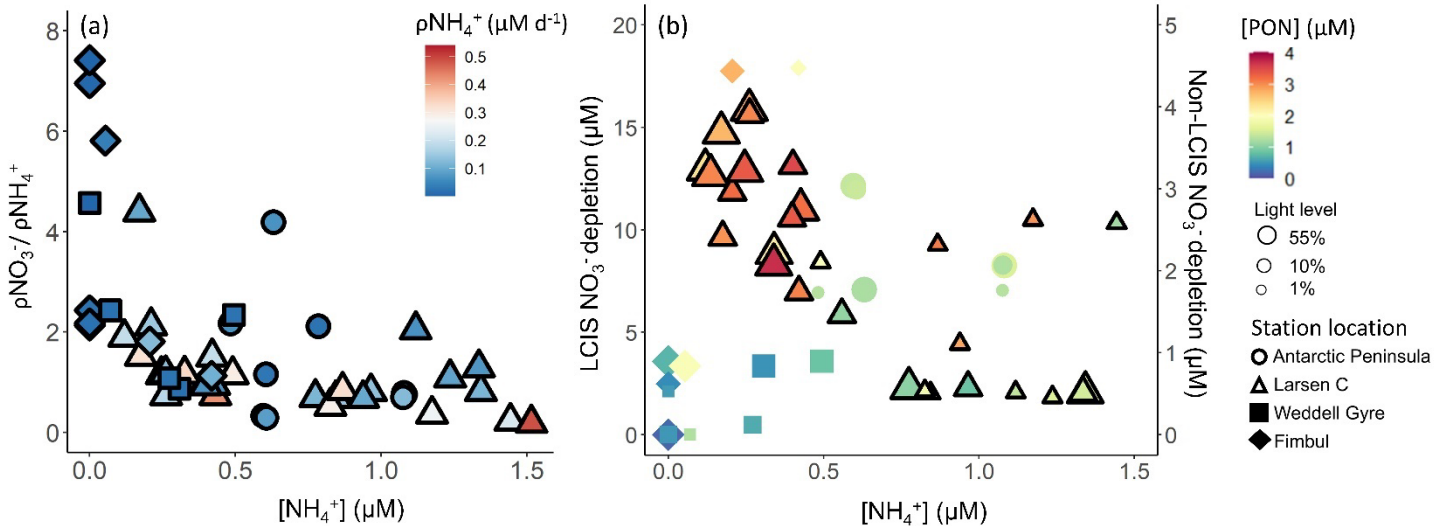 (a)
ρNH₄⁺ (μM d⁻¹)
0.5
0.4
0.3
0.2
0.1
8
6
4
2
0
ρNO₃⁻/ ρNH₄⁺
0.0
0.5
1.0
1.5
[NH₄⁺] (μM)
(b)
20
15
10
5
0
LCIS NO₃⁻ depletion (μM)
5
4
3
2
1
0
Non-LCIS NO₃⁻ depletion (μM)
0.0
0.5
1.0
1.5
[NH₄⁺] (μM)
[PON] (μM)
4
3
2
1
0
Light level
55%
10%
1%
Station location
Antarctic Peninsula
Larsen C
Weddell Gyre
Fimbul